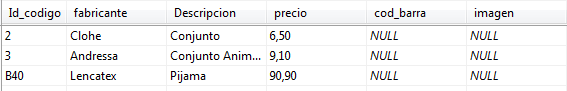 Id_codigo fabricante Descripcion precio cod_barra imagen
2 Clohe Conjunto 6,50 NULL NULL
3 Andressa Conjunto Anim... 9,10 NULL NULL
B40 Lencatex Pijama 90,90 NULL NULL